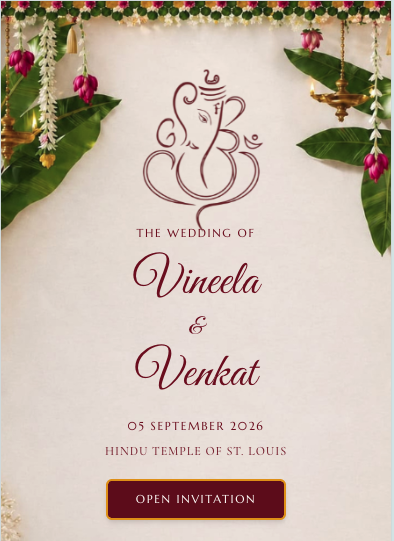 THE WEDDING OF
Vineela
&
Venkat
05 SEPTEMBER 2026
HINDU TEMPLE OF ST. LOUIS
OPEN INVITATION